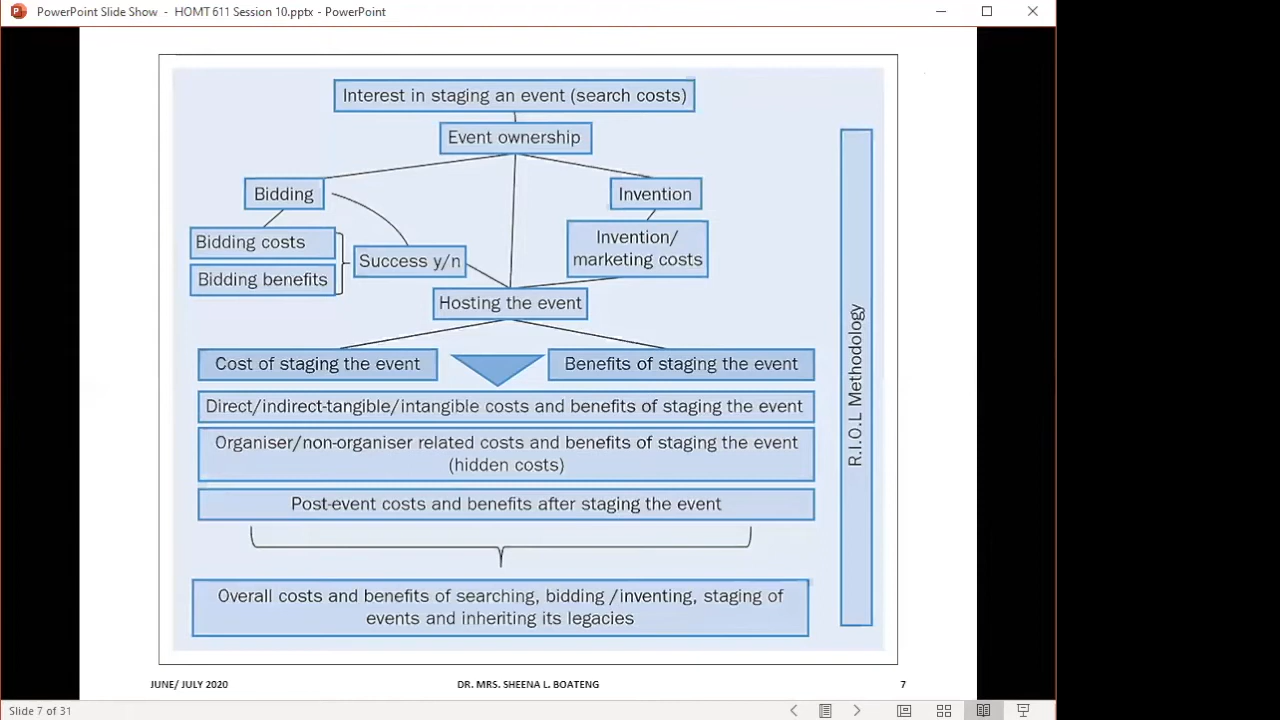 PowerPoint Slide Show - HOMT 611 Session 10.pptx - PowerPoint
Interest in staging an event (search costs)
Event ownership
Bidding
Invention
Bidding costs
Bidding benefits
Success y/n
Invention/
marketing costs
Hosting the event
Cost of staging the event
Benefits of staging the event
Direct/indirect-tangible/intangible costs and benefits of staging the event
Organiser/non-organiser related costs and benefits of staging the event
(hidden costs)
Post-event costs and benefits after staging the event
Overall costs and benefits of searching, bidding /inventing, staging of
events and inheriting its legacies
R.I.O.L Methodology
JUNE/ JULY 2020
DR. MRS. SHEENA L. BOATENG
7
Slide 7 of 31